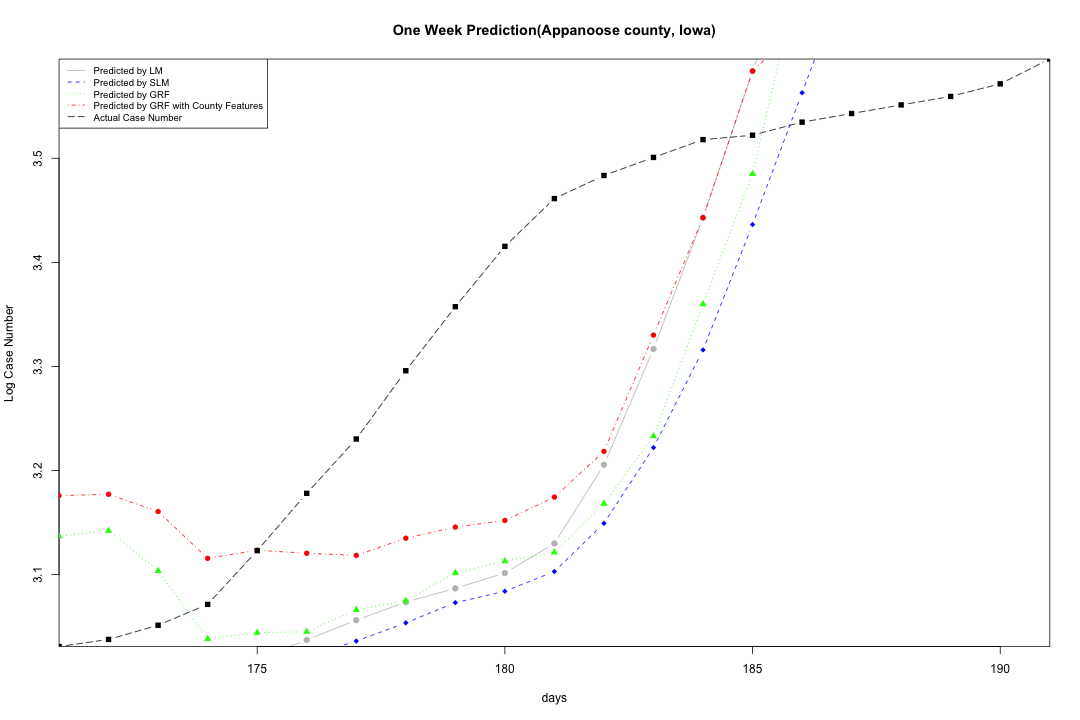 One Week Prediction(Appanoose county, Iowa)
Predicted by LM
Predicted by SLM
Predicted by GRF
Predicted by GRF with County Features
Actual Case Number
3.5
3.4
3.3
3.2
3.1
Log Case Number
175 180 185 190
days